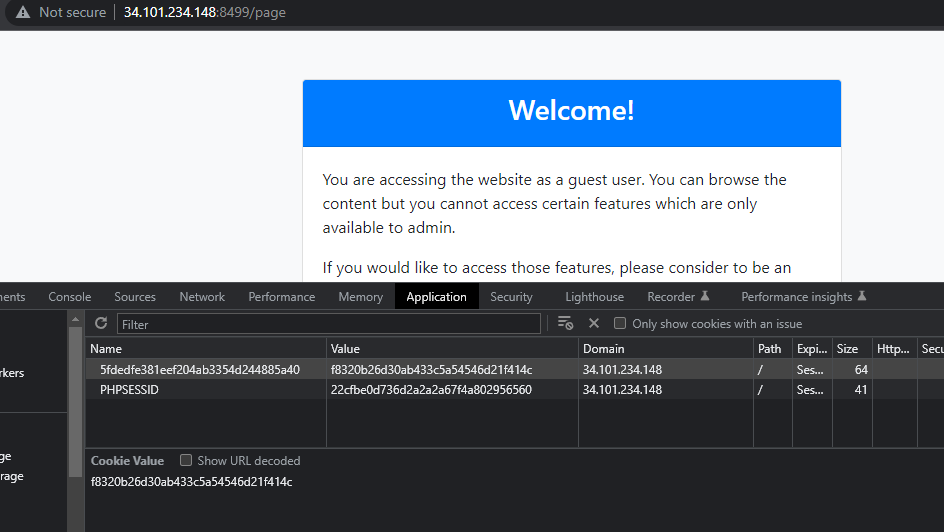 Not secure | 34.101.234.148:8499/page
Welcome!
You are accessing the website as a guest user. You can browse the
content but you cannot access certain features which are only
available to admin.
If you would like to access those features, please consider to be an
ents Console Sources Network Performance Memory Application Security Lighthouse Recorder Performance insights
Filter Only show cookies with an issue
Name Value Domain Path Expi... Size Http... Secu
5fdedfe381eef204ab3354d244885a40 f8320b26d30ab433c5a54546d21f414c 34.101.234.148 / Ses... 64
rkers
PHPSESSID 22cfbe0d736d2a2a2a67f4a802956560 34.101.234.148 / Ses... 41
ge
Cookie Value Show URL decoded
rage
f8320b26d30ab433c5a54546d21f414c